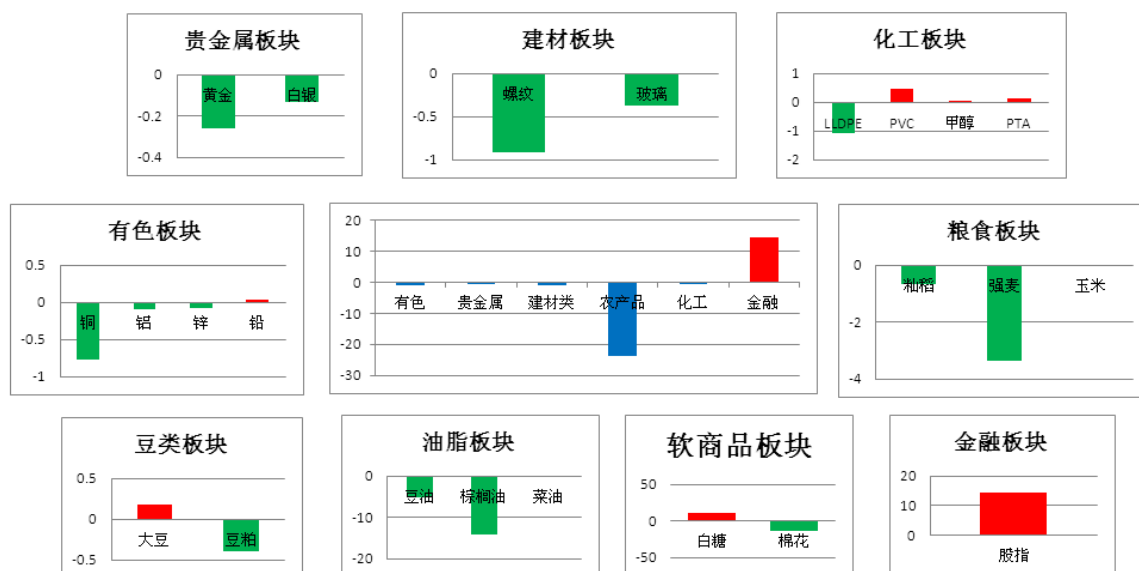 贵金属板块
0
黄金 白银
-0.2
-0.4
建材板块
0
螺纹 玻璃
-0.5
-1
化工板块
1
0
LLDPE PVC 甲醇 PTA
-1
-2
有色板块
0.5
0
铜 铝 锌 铅
-0.5
-1
20
10
0
有色 贵金属 建材类 农产品 化工 金融
-10
-20
-30
粮食板块
0
籼稻 强麦 玉米
-2
-4
豆类板块
0.5
0
大豆 豆粕
-0.5
油脂板块
0
豆油 棕榈油 菜油
-10
-20
软商品板块
50
0
白糖 棉花
-50
金融板块
20
10
0
股指